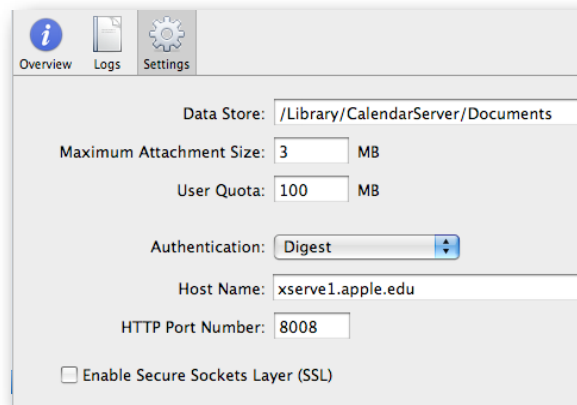 Overview Logs Settings
Data Store: /Library/CalendarServer/Documents
Maximum Attachment Size: 3 MB
User Quota: 100 MB
Authentication: Digest
Host Name: xserve1.apple.edu
HTTP Port Number: 8008
Enable Secure Sockets Layer (SSL)